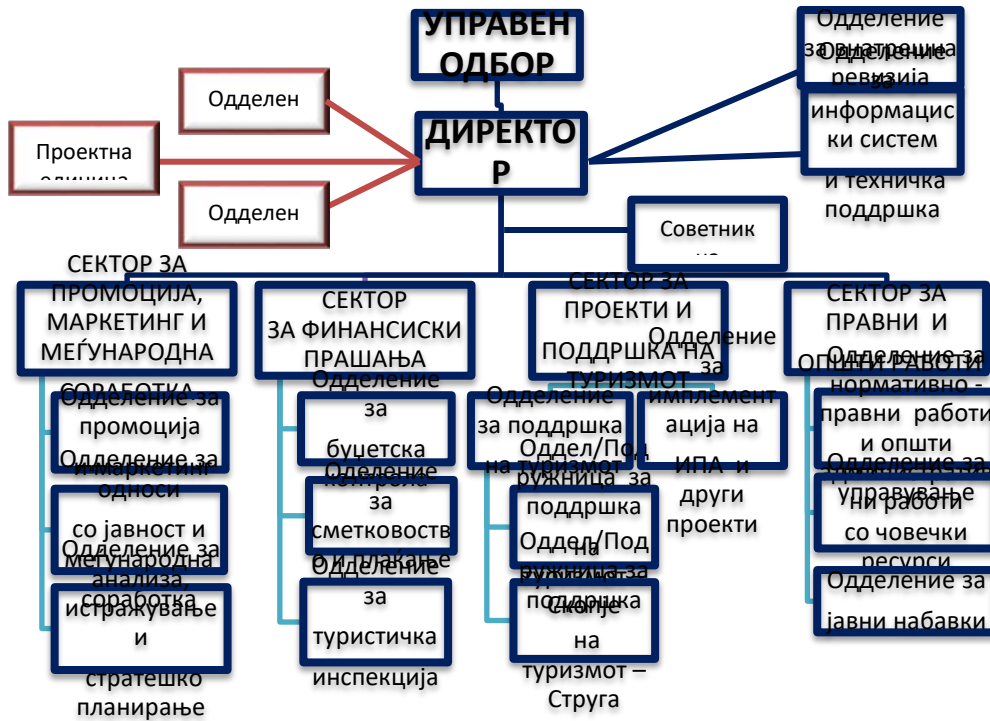 УПРАВЕН
ОДБОР
Одделение
за внатрешна
ревизија
Одделение
за
информацис
ки систем
и техничка
поддршка
Одделен
ДИРЕКТО
Р
Проектна
единица
Одделен
Советник
СЕКТОР ЗА
ПРОМОЦИЈА,
МАРКЕТИНГ И
МЕЃУНАРОДНА
СОРАБОТКА
СЕКТОР
ЗА ФИНАНСИСКИ
ПРАШАЊА
СЕКТОР ЗА
ПРОЕКТИ И
ПОДДРШКА НА
ТУРИЗМОТ
СЕКТОР ЗА
ПРАВНИ И
ОПШТИ РАБОТИ
Одделение за
промоција
и маркетинг
Одделение за
односи
со јавност и
меѓународна
соработка
Одделение за
анализа,
истражување
и
стратешко
планирање
Одделение
за
буџетска
контрола
Одделение
за
сметководств
о и плаќање
Одделение
за
туристичка
инспекција
Одделение
за поддршка
на туризмот
Оддел/Под
ружница за
поддршка
на
туризмот
Скопје
Оддел/Под
ружница за
поддршка
на
туризмот –
Струга
Одделение
за
имплемент
ација на
ИПА и
други
проекти
Одделение за
нормативно -
правни работи
и општи
ни работи
Одделение за
управување
со човечки
ресурси
Одделение за
јавни набавки